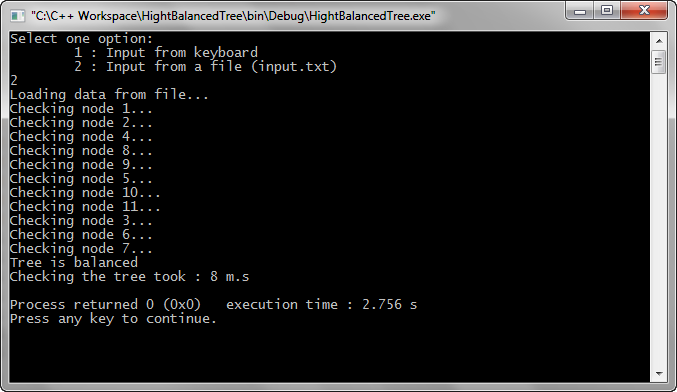 "C:\C++ Workspace\HightBalancedTree\bin\Debug\HightBalancedTree.exe"
Select one option:
        1 : Input from keyboard
        2 : Input from a file (input.txt)
2
Loading data from file...
Checking node 1...
Checking node 2...
Checking node 4...
Checking node 8...
Checking node 9...
Checking node 5...
Checking node 10...
Checking node 11...
Checking node 3...
Checking node 6...
Checking node 7...
Tree is balanced
Checking the tree took : 8 m.s

Process returned 0 (0x0)   execution time : 2.756 s
Press any key to continue.